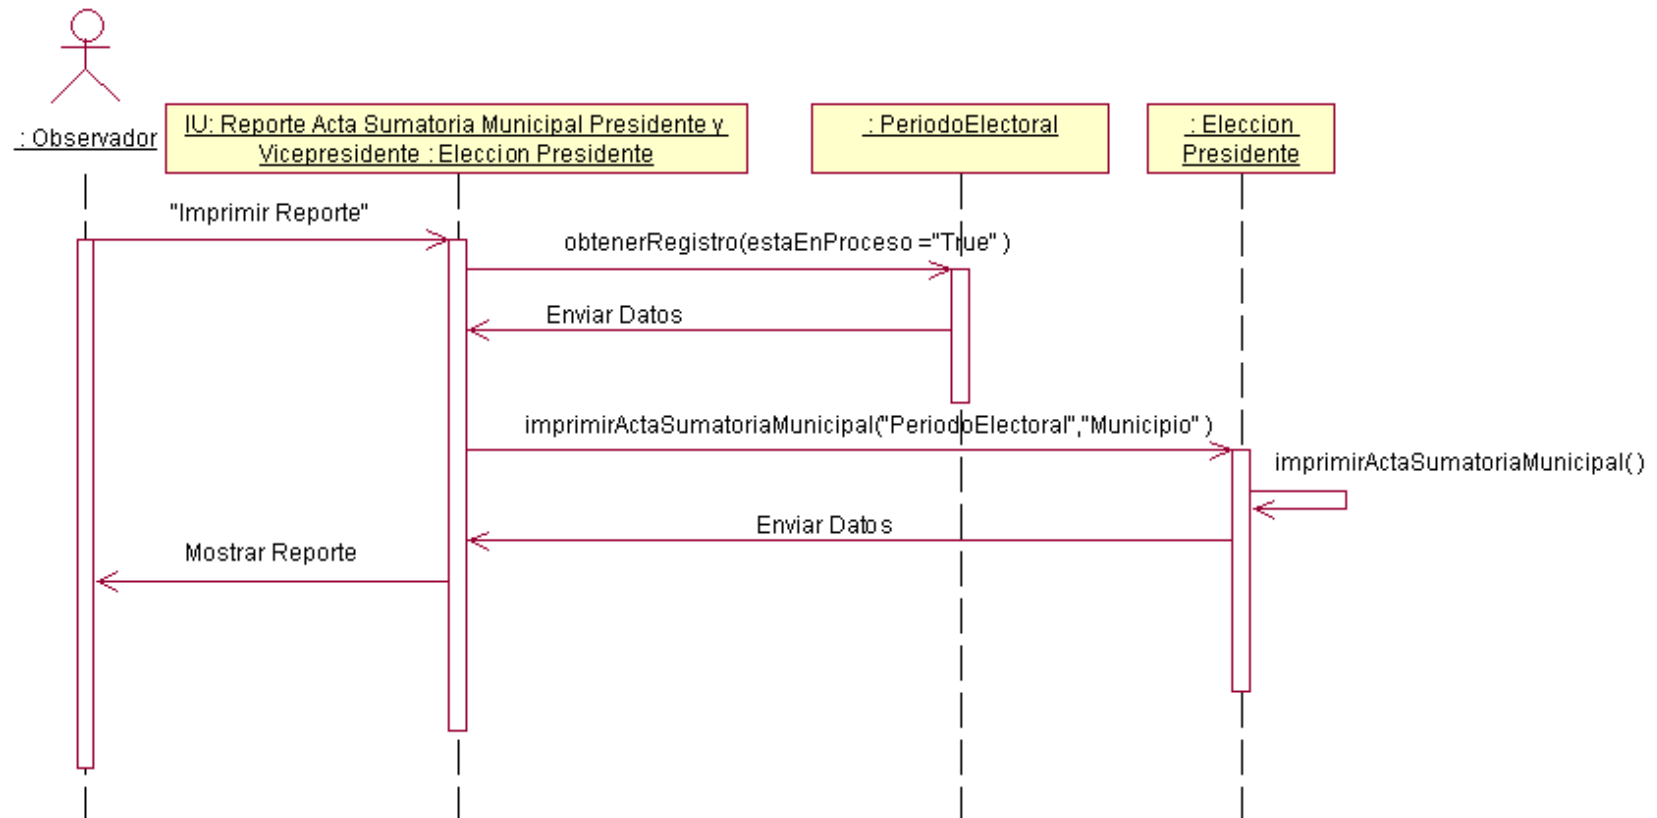 : Observador
IU: Reporte Acta Sumatoria Municipal Presidente y
Vicepresidente : Eleccion Presidente
: PeriodoElectoral
: Eleccion
Presidente
"Imprimir Reporte"
obtenerRegistro(estaEnProceso ="True" )
Enviar Datos
imprimirActaSumatoriaMunicipal("PeriodoElectoral","Municipio" )
imprimirActaSumatoriaMunicipal( )
Enviar Datos
Mostrar Reporte